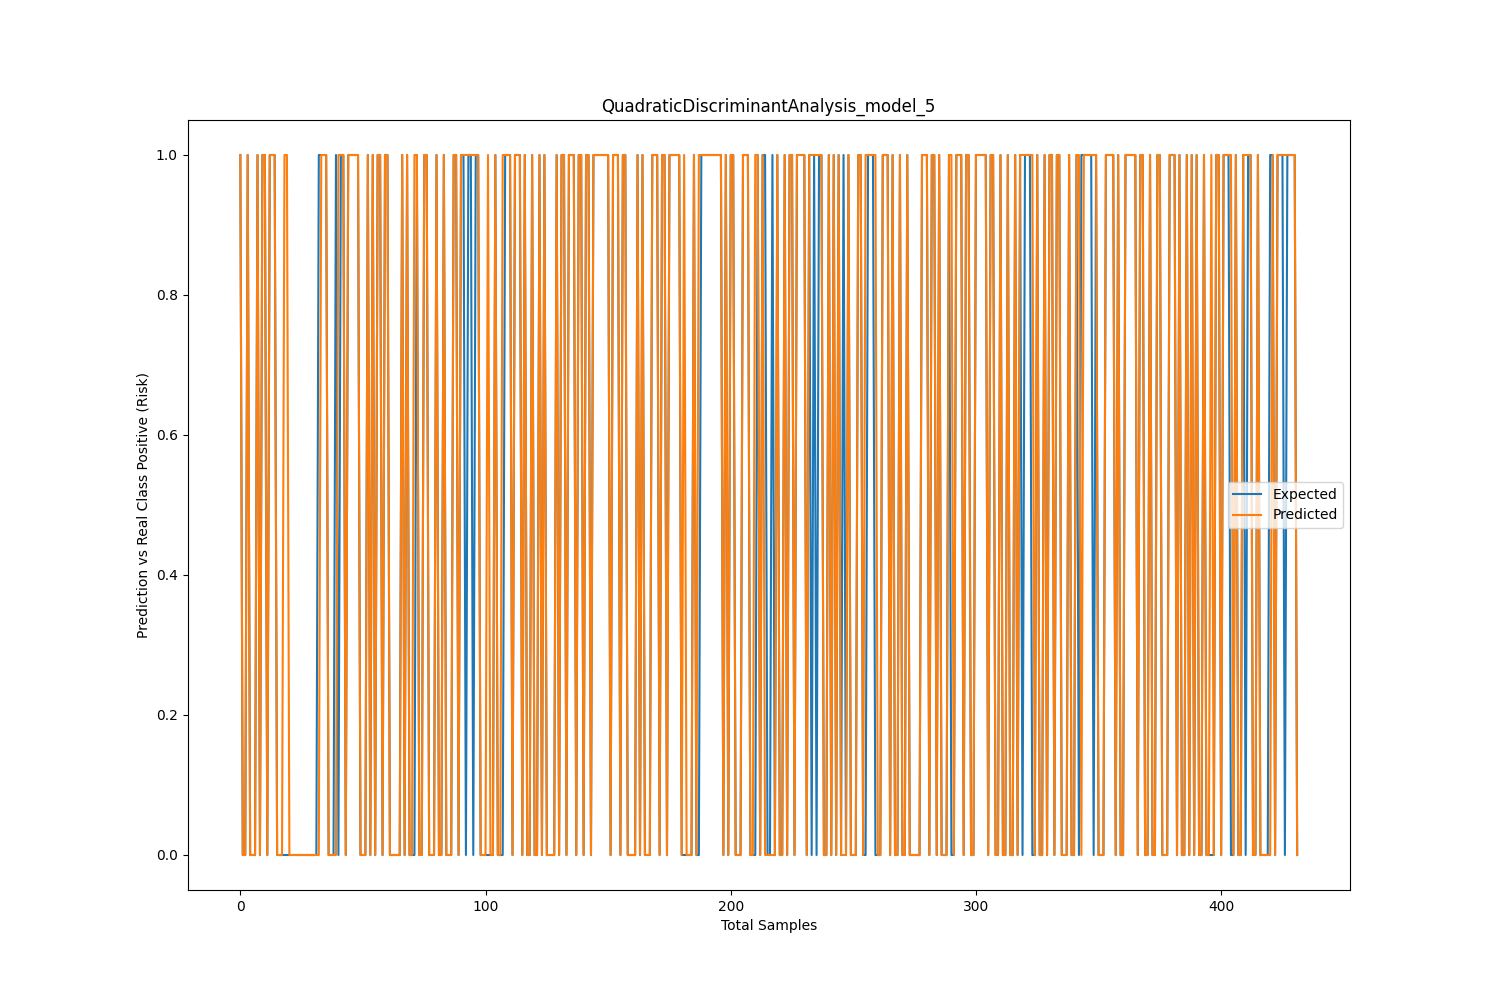 QuadraticDiscriminantAnalysis_model_5
1.0
0.8
0.6
0.4
0.2
0.0
Prediction vs Real Class Positive (Risk)
Expected
Predicted
0
100
200
300
400
Total Samples